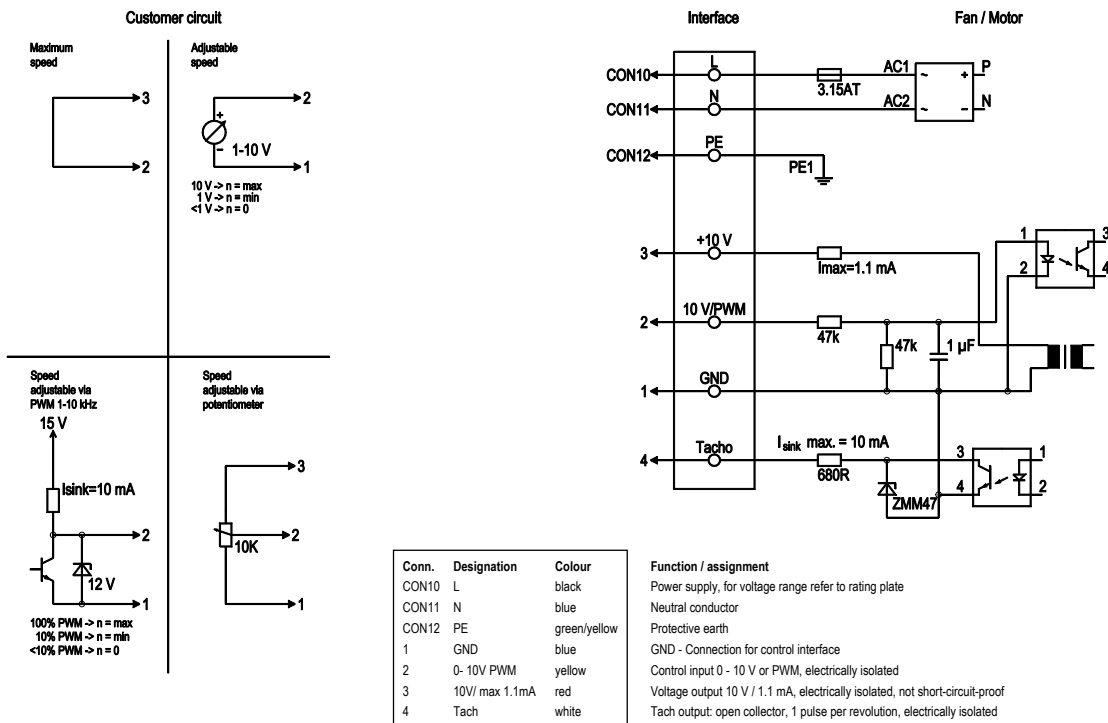 Customer circuit
Maximum
speed
3
2
Adjustable
speed
2
+
1-10 V
−
1
10 V -> n = max
1 V -> n = min
<1 V -> n = 0
Speed
adjustable via
PWM 1-10 kHz
15 V
Isink=10 mA
2
12 V
1
100% PWM -> n = max
10% PWM -> n = min
<10% PWM -> n = 0
Speed
adjustable via
potentiometer
3
2
10K
1
Interface
Fan / Motor
CON10
L
3.15AT
AC1
~
+
P
CON11
N
AC2
~
−
N
CON12
PE
PE1
3
+10 V
Imax=1.1 mA
1
3
2
4
2
10 V/PWM
47k
47k
1 µF
1
GND
4
Tacho
Isink max. = 10 mA
680R
ZMM47
3
1
4
2
Conn. Designation Colour Function / assignment
CON10 L black Power supply, for voltage range refer to rating plate
CON11 N blue Neutral conductor
CON12 PE green/yellow Protective earth
1 GND blue GND - Connection for control interface
2 0- 10V PWM yellow Control input 0 - 10 V or PWM, electrically isolated
3 10V/ max 1.1mA red Voltage output 10 V / 1.1 mA, electrically isolated, not short-circuit-proof
4 Tach white Tach output: open collector, 1 pulse per revolution, electrically isolated